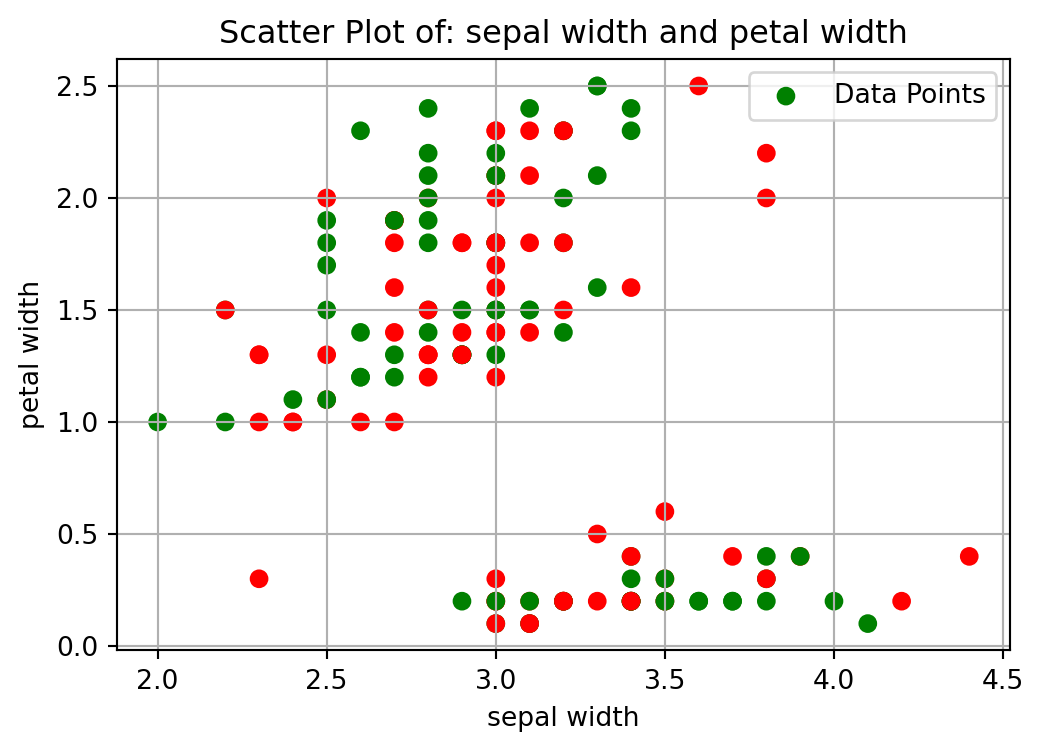 Scatter Plot of: sepal width and petal width
Data Points
petal width
2.5
2.0
1.5
1.0
0.5
0.0
2.0 2.5 3.0 3.5 4.0 4.5
sepal width